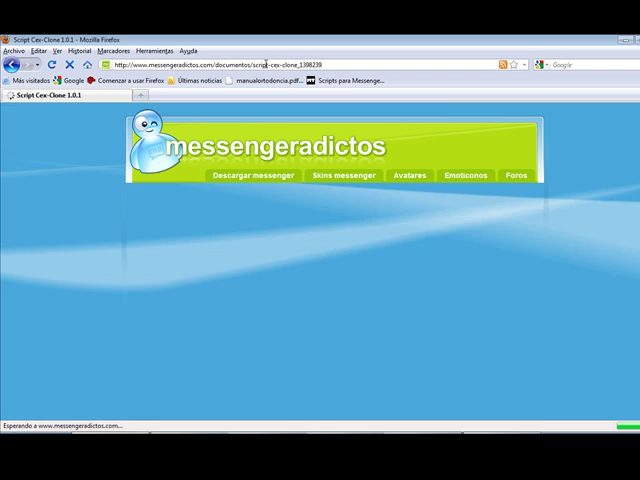 Script Cex-Clone 1.0.1 - Mozilla Firefox
Archivo Editar Ver Historial Marcadores Herramientas Ayuda
http://www.messengeradictos.com/documentos/script-cex-clone_1398239
Google
Más visitados Google Comenzar a usar Firefox Últimas noticias manualortodoncia.pdf... Scripts para Messenge...
Script Cex-Clone 1.0.1
messengeradictos
Descargar messenger Skins messenger Avatares Emoticonos Foros
Esperando a www.messengeradictos.com...